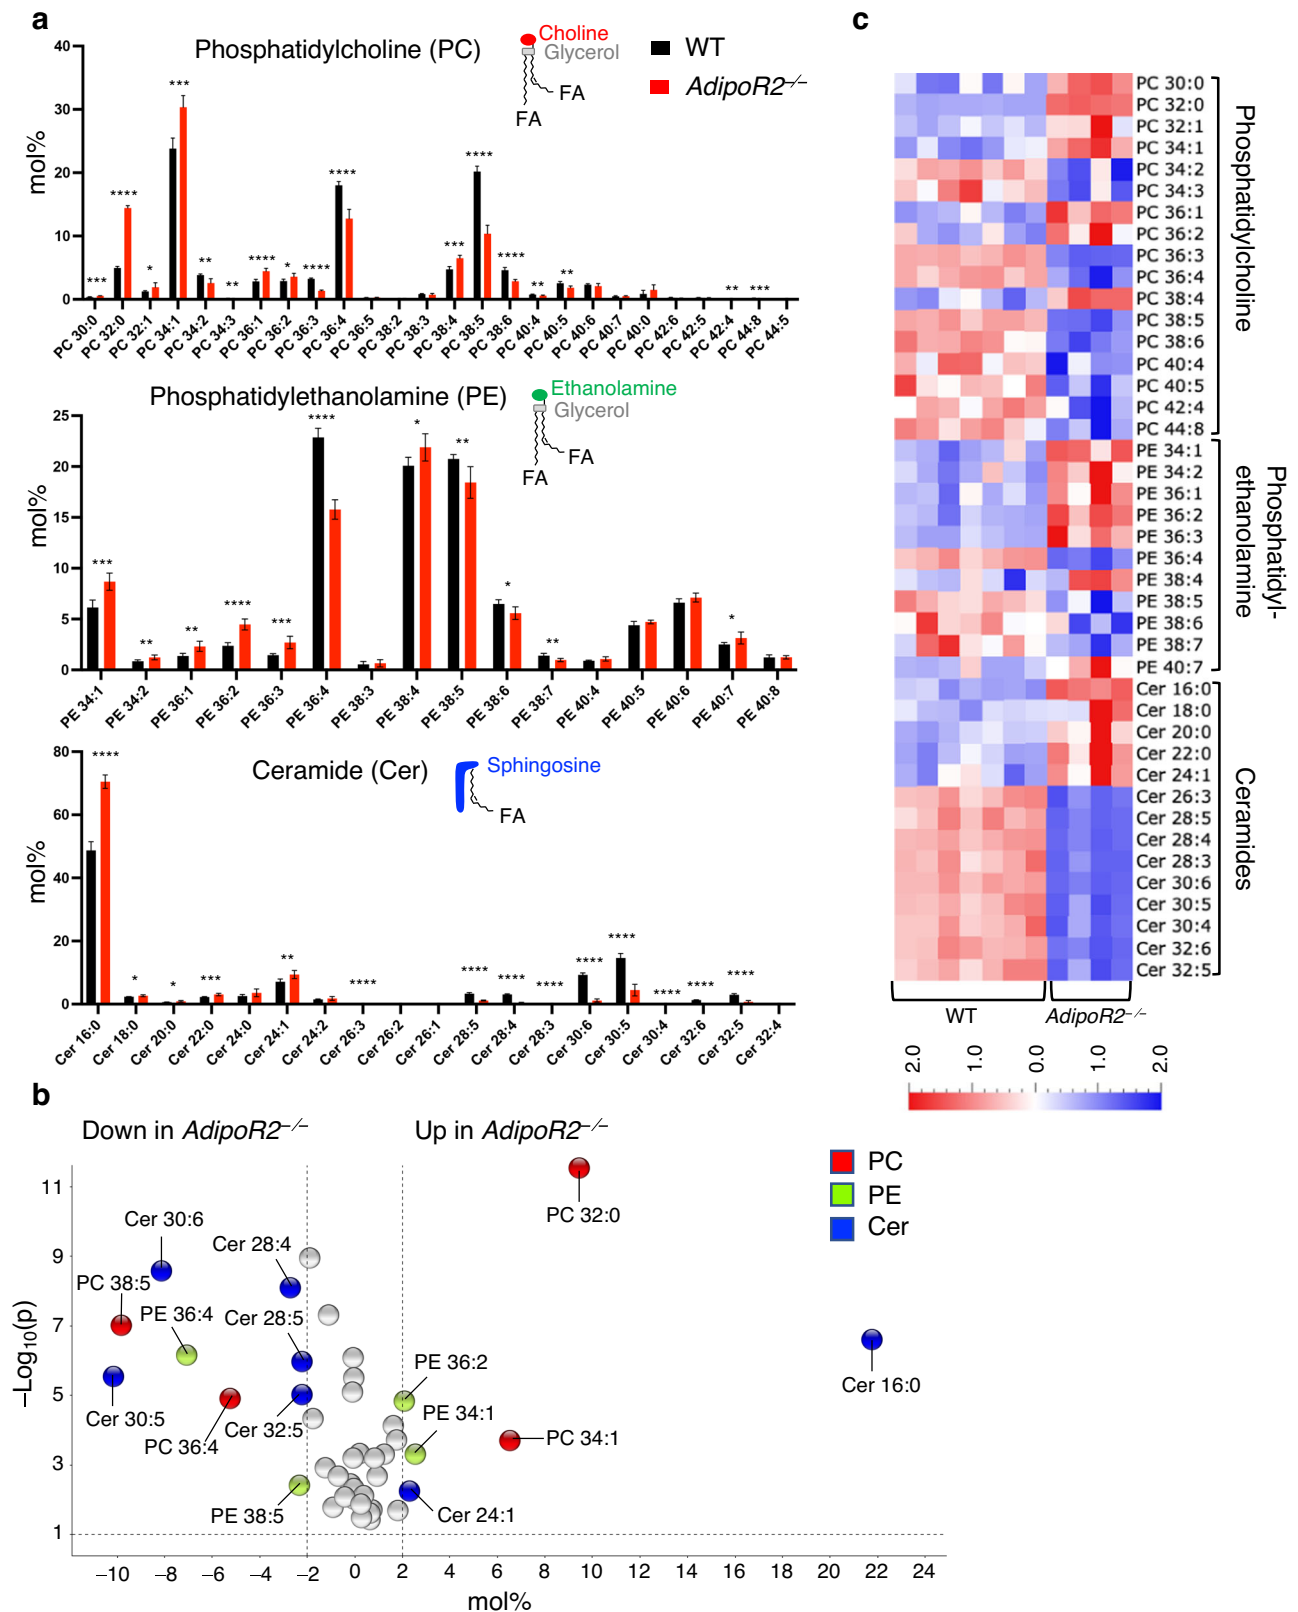 a
Phosphatidylcholine (PC)
Choline
Glycerol
FA
FA
WT
AdipoR2−/−
mol%
40
30
20
10
0
***
****
*
***
**
**
****
*
****
****
***
****
****
**
**
**
***
PC 30:0
PC 32:0
PC 32:1
PC 34:1
PC 34:2
PC 34:3
PC 36:1
PC 36:2
PC 36:3
PC 36:4
PC 36:5
PC 38:2
PC 38:3
PC 38:4
PC 38:5
PC 38:6
PC 40:4
PC 40:5
PC 40:6
PC 40:7
PC 40:0
PC 42:6
PC 42:5
PC 42:4
PC 44:8
PC 44:5
Phosphatidylethanolamine (PE)
Ethanolamine
Glycerol
FA
FA
mol%
25
20
15
10
5
0
***
**
**
****
***
****
*
**
*
**
*
PE 34:1
PE 34:2
PE 36:1
PE 36:2
PE 36:3
PE 36:4
PE 38:3
PE 38:4
PE 38:5
PE 38:6
PE 38:7
PE 40:4
PE 40:5
PE 40:6
PE 40:7
PE 40:8
Ceramide (Cer)
Sphingosine
FA
mol%
80
60
40
20
0
****
*
*
***
**
****
****
****
****
****
****
****
****
****
Cer 16:0
Cer 18:0
Cer 20:0
Cer 22:0
Cer 24:0
Cer 24:1
Cer 24:2
Cer 26:3
Cer 26:2
Cer 26:1
Cer 28:5
Cer 28:4
Cer 28:3
Cer 30:6
Cer 30:5
Cer 30:4
Cer 32:6
Cer 32:5
Cer 32:4
c
PC 30:0
PC 32:0
PC 32:1
PC 34:1
PC 34:2
PC 34:3
PC 36:1
PC 36:2
PC 36:3
PC 36:4
PC 38:4
PC 38:5
PC 38:6
PC 40:4
PC 40:5
PC 42:4
PC 44:8
PE 34:1
PE 34:2
PE 36:1
PE 36:2
PE 36:3
PE 36:4
PE 38:4
PE 38:5
PE 38:6
PE 38:7
PE 40:7
Cer 16:0
Cer 18:0
Cer 20:0
Cer 22:0
Cer 24:1
Cer 26:3
Cer 28:5
Cer 28:4
Cer 28:3
Cer 30:6
Cer 30:5
Cer 30:4
Cer 32:6
Cer 32:5
Phosphatidylcholine
Phosphatidyl-
ethanolamine
Ceramides
WT
AdipoR2−/−
2.0
1.0
0.0
1.0
2.0
b
Down in AdipoR2−/−
Up in AdipoR2−/−
PC
PE
Cer
−Log10(p)
11
9
7
5
3
1
PC 32:0
Cer 30:6
Cer 28:4
PC 38:5
PE 36:4
Cer 28:5
PE 36:2
Cer 16:0
Cer 30:5
PC 36:4
Cer 32:5
PE 34:1
PC 34:1
PE 38:5
Cer 24:1
−10
−8
−6
−4
−2
0
2
4
6
8
10
12
14
16
18
20
22
24
mol%